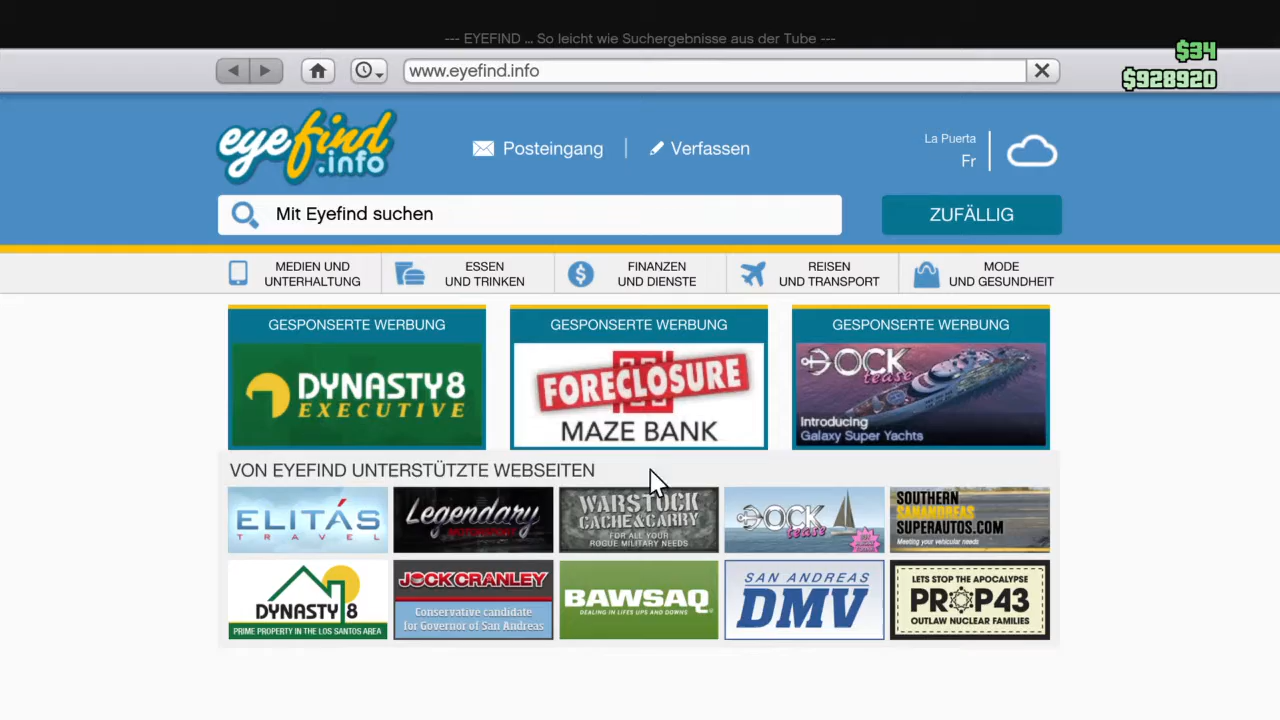 --- EYEFIND ... So leicht wie Suchergebnisse aus der Tube ---
$34
www.eyefind.info
$928920
eyefind
.info
Posteingang
Verfassen
La Puerta
Fr
Mit Eyefind suchen
ZUFÄLLIG
MEDIEN UND
UNTERHALTUNG
ESSEN
UND TRINKEN
FINANZEN
UND DIENSTE
REISEN
UND TRANSPORT
MODE
UND GESUNDHEIT
GESPONSERTE WERBUNG
DYNASTY8
EXECUTIVE
GESPONSERTE WERBUNG
FORECLOSURE
MAZE BANK
GESPONSERTE WERBUNG
DOCK
tease
Introducing
Galaxy Super Yachts
VON EYEFIND UNTERSTÜTZTE WEBSEITEN
ELITÁS
TRAVEL
Legendary
WARSTOCK
CACHE&CARRY
FOR ALL YOUR
ROGUE MILITARY NEEDS
DOCK
tease
SOUTHERN
SANANDREAS
SUPERAUTOS.COM
Meeting your vehicular needs
DYNASTY 8
PRIME PROPERTY IN THE LOS SANTOS AREA
JOCK CRANLEY
Conservative candidate
for Governor of San Andreas
BAWSAQ
DEALING IN LIFES UPS AND DOWNS
SAN ANDREAS
DMV
LETS STOP THE APOCALYPSE
PROP43
OUTLAW NUCLEAR FAMILIES